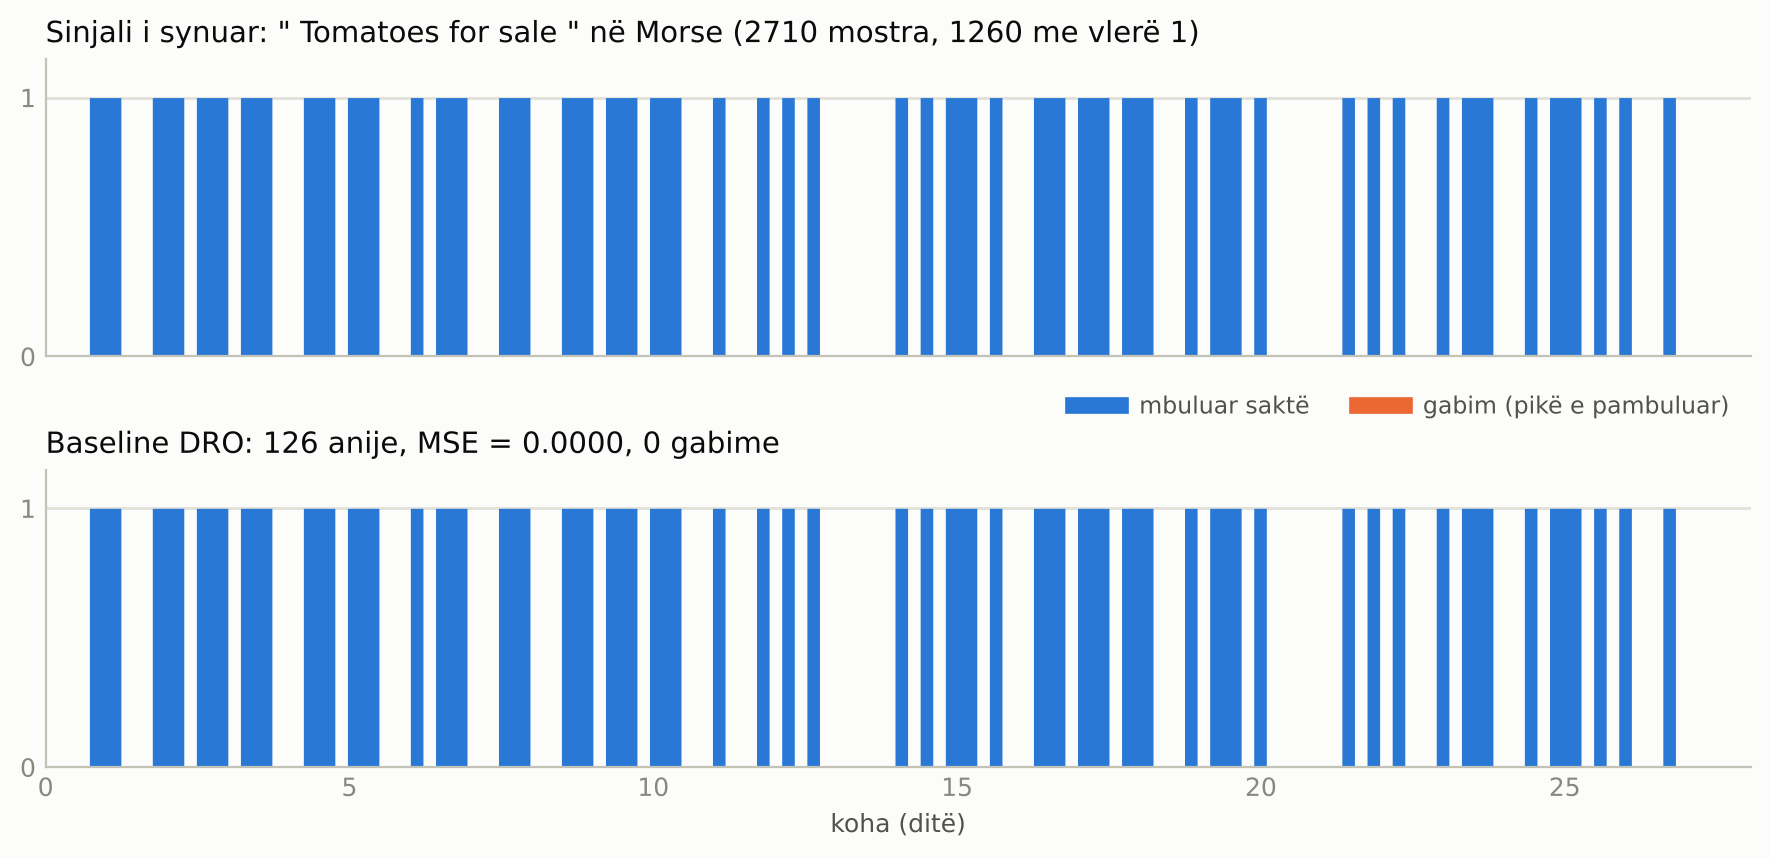 Sinjali i synuar: " Tomatoes for sale " në Morse (2710 mostra, 1260 me vlerë 1)
1
0
mbuluar saktë
gabim (pikë e pambuluar)
Baseline DRO: 126 anije, MSE = 0.0000, 0 gabime
1
0
0 5 10 15 20 25
koha (ditë)